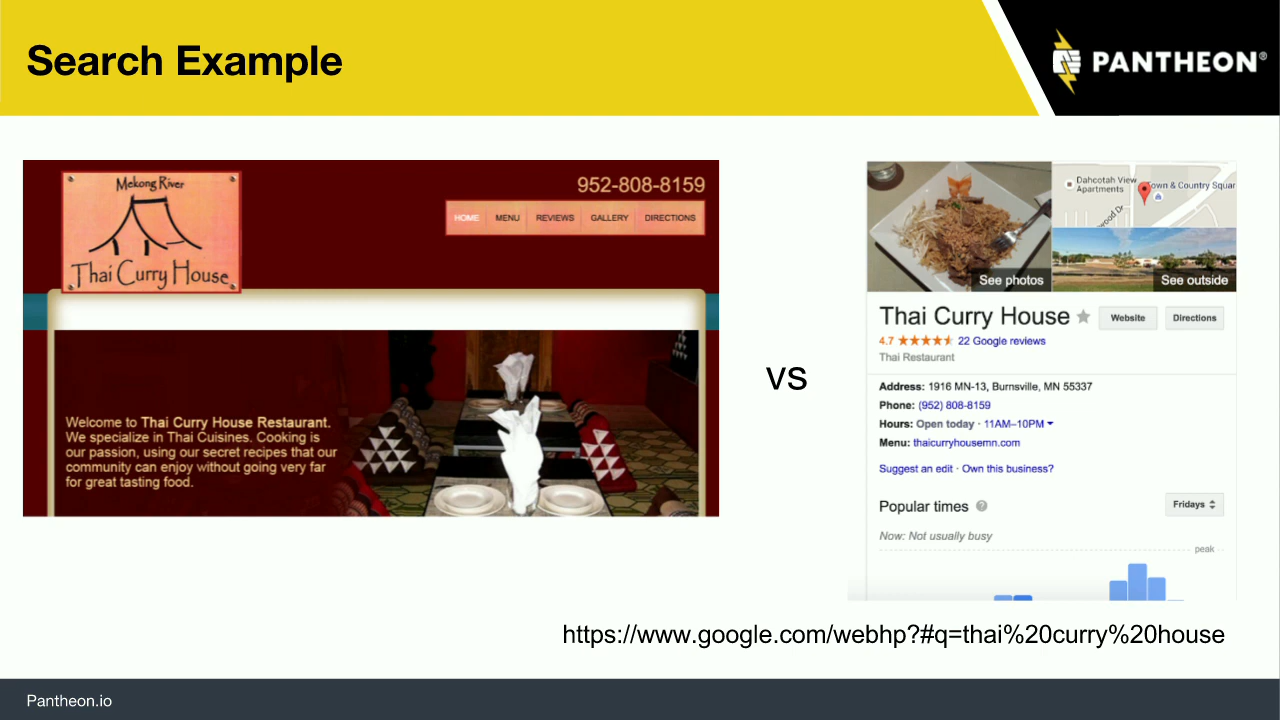 Search Example
PANTHEON®
Mekong River
Thai Curry House
952-808-8159
HOME MENU REVIEWS GALLERY DIRECTIONS
Welcome to Thai Curry House Restaurant.
We specialize in Thai Cuisines. Cooking is
our passion, using our secret recipes that our
community can enjoy without going very far
for great tasting food.
vs
Dahcotah View
Apartments
Town & Country Squar
wood Dr
See photos
See outside
Thai Curry House
Website
Directions
4.7 22 Google reviews
Thai Restaurant
Address: 1916 MN-13, Burnsville, MN 55337
Phone: (952) 808-8159
Hours: Open today · 11AM–10PM
Menu: thaicurryhousemn.com
Suggest an edit · Own this business?
Popular times ?
Fridays
Now: Not usually busy
peak
https://www.google.com/webhp?#q=thai%20curry%20house
Pantheon.io